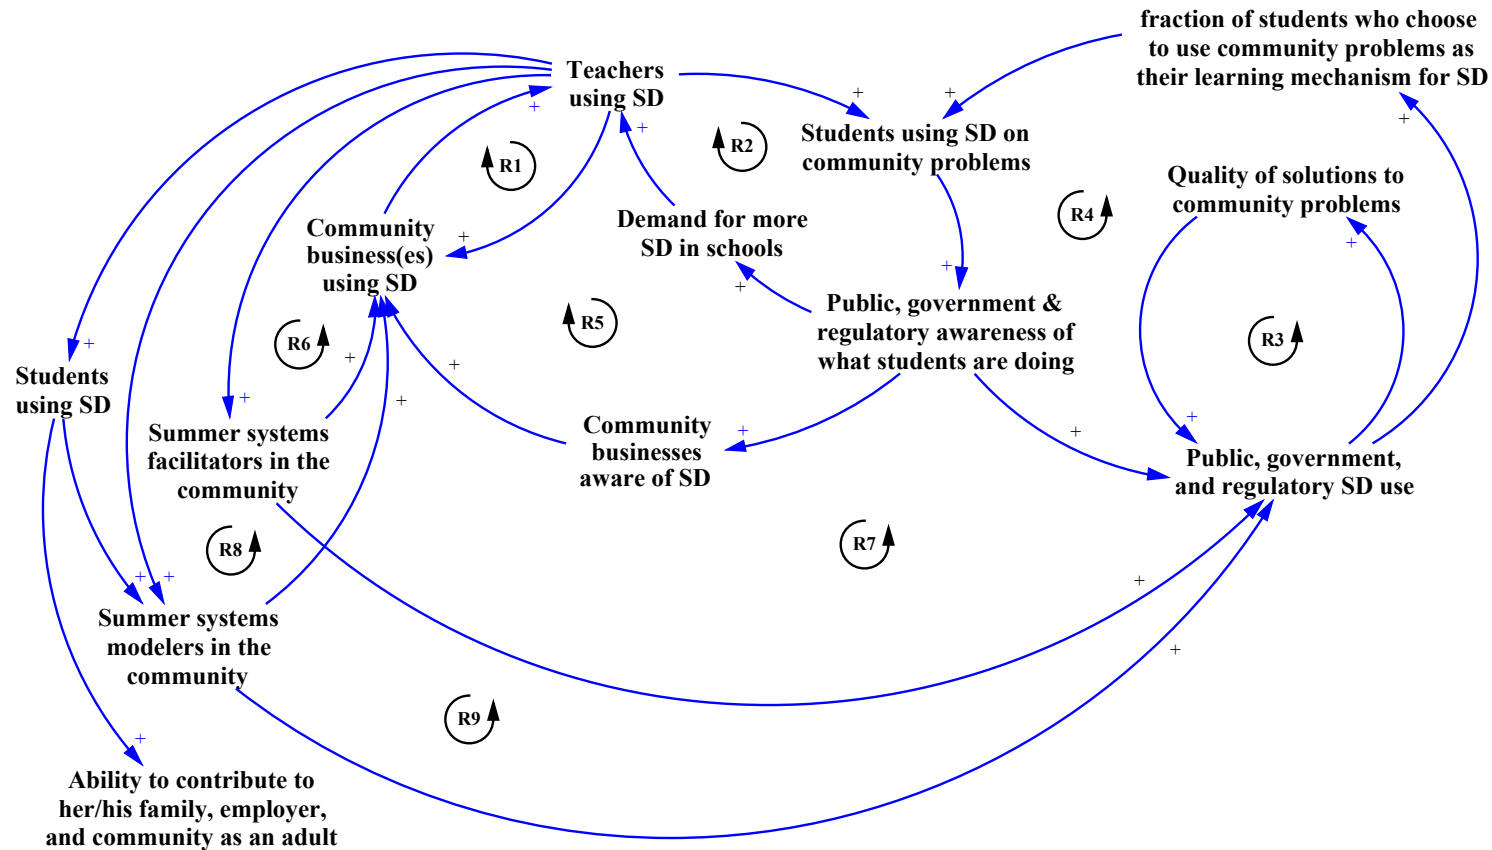 fraction of students who choose
to use community problems as
their learning mechanism for SD
Teachers
using SD
+
+
+
+
+
Students using SD on
community problems
R2
R1
Quality of solutions to
community problems
+
R4
Demand for more
SD in schools
+
Community
business(es)
using SD
+
+
+
Public, government &
regulatory awareness of
what students are doing
R5
R6
R3
+
+
+
Students
using SD
+
+
+
+
+
Summer systems
facilitators in the
community
Community
businesses
aware of SD
Public, government,
and regulatory SD use
R8
R7
+
+
+
Summer systems
modelers in the
community
+
R9
+
Ability to contribute to
her/his family, employer,
and community as an adult